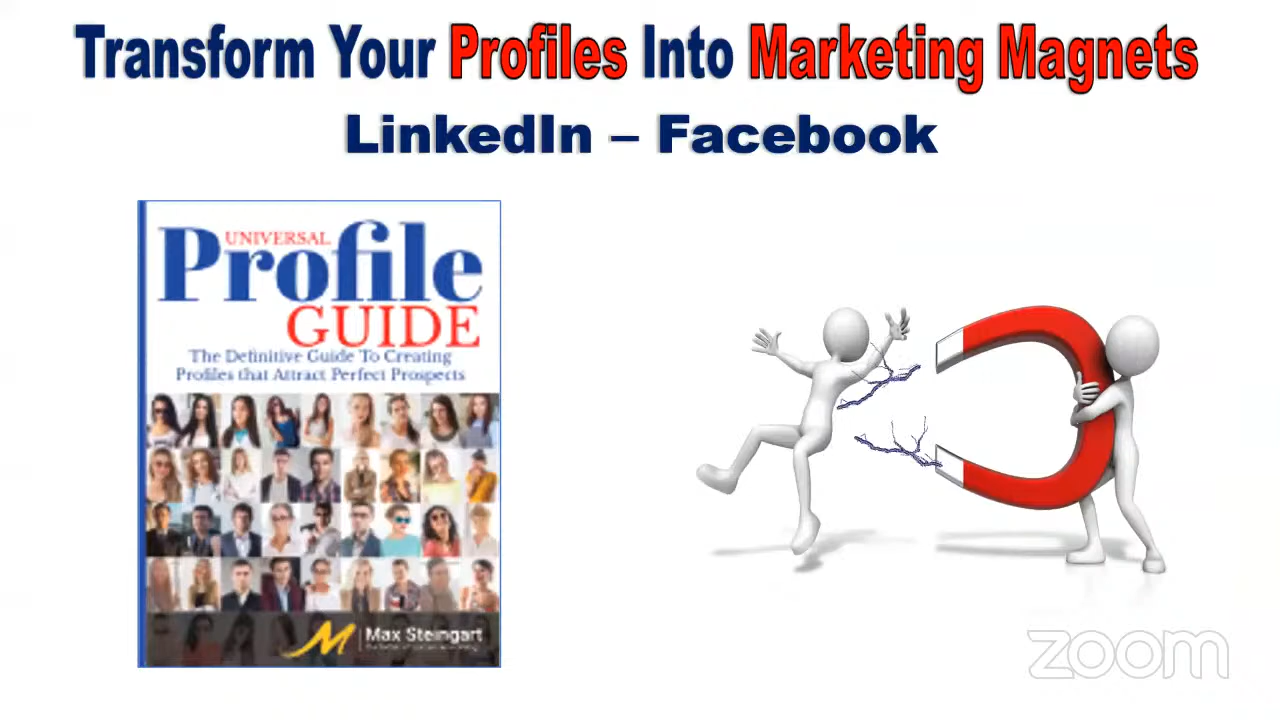 Transform Your Profiles Into Marketing Magnets
LinkedIn – Facebook
UNIVERSAL
Profile
GUIDE
The Definitive Guide To Creating
Profiles that Attract Perfect Prospects
Max Steingart
zoom